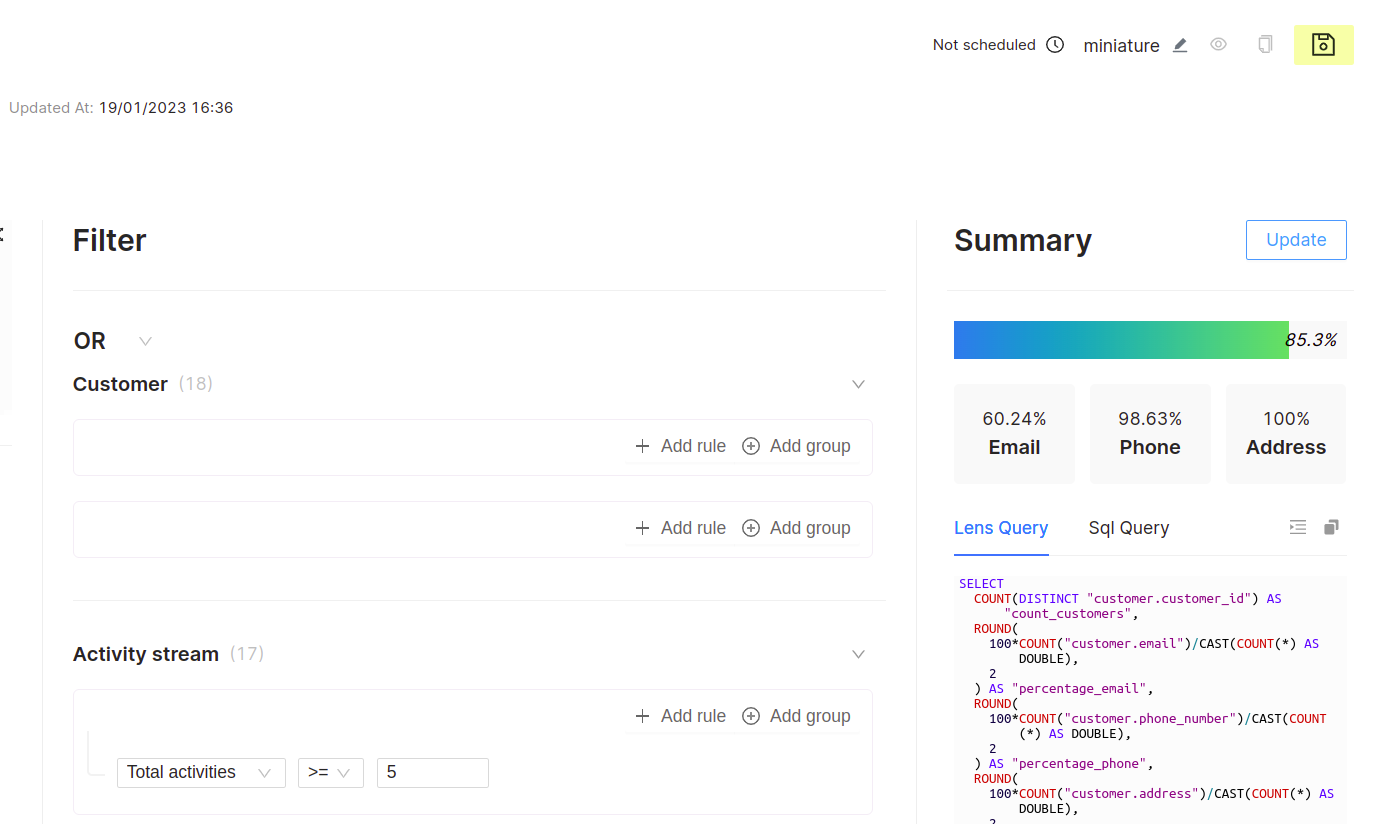 Not scheduled miniature
Updated At: 19/01/2023 16:36
Filter
OR
Customer (18)
+ Add rule Add group
+ Add rule Add group
Activity stream (17)
+ Add rule Add group
Total activities >= 5
Summary Update
85.3%
60.24% 98.63% 100%
Email Phone Address
Lens Query Sql Query
SELECT
COUNT(DISTINCT "customer.customer_id") AS
"count_customers",
ROUND(
100*COUNT("customer.email")/CAST(COUNT(*) AS
DOUBLE),
2
) AS "percentage_email",
ROUND(
100*COUNT("customer.phone_number")/CAST(COUNT
(*) AS DOUBLE),
2
) AS "percentage_phone",
ROUND(
100*COUNT("customer.address")/CAST(COUNT(*) AS
DOUBLE),
2